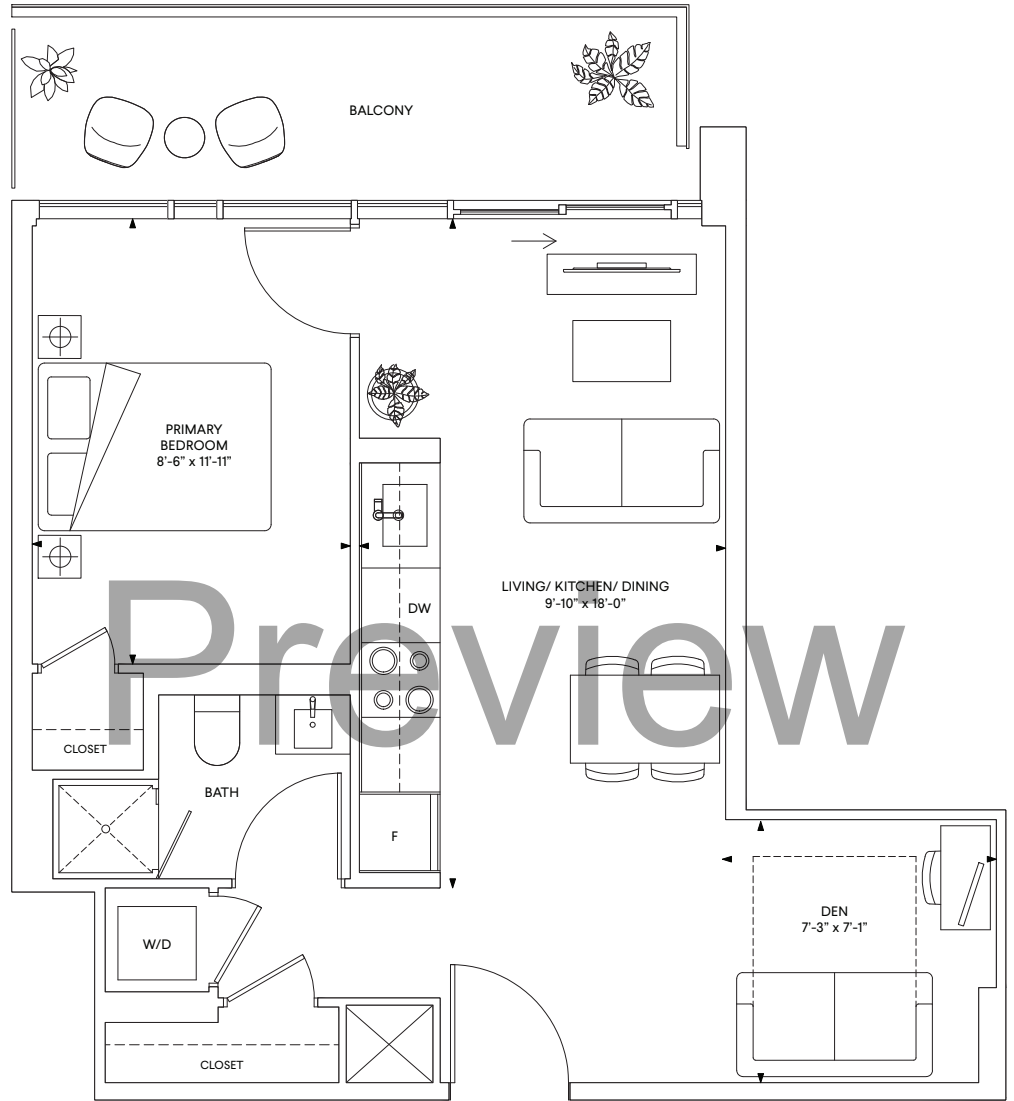 BALCONY
PRIMARY
BEDROOM
8'-6" x 11'-11"
LIVING/ KITCHEN/ DINING
9'-10" x 18'-0"
DW
Preview
CLOSET
BATH
F
DEN
7'-3" x 7'-1"
W/D
CLOSET